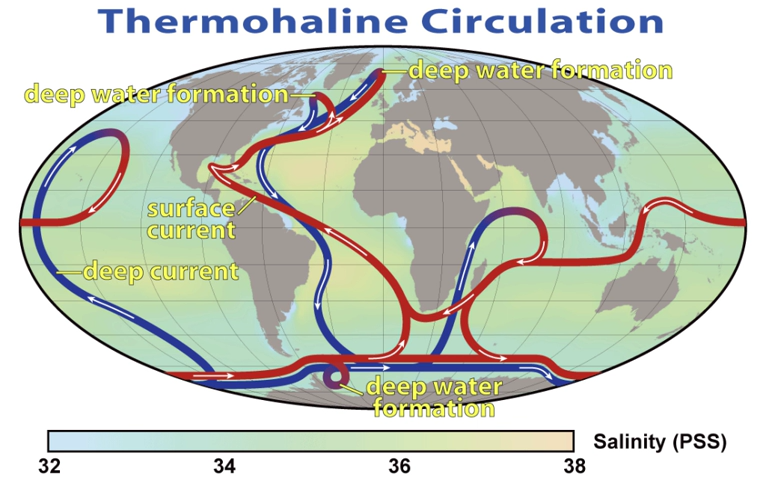 Thermohaline Circulation
deep water formation
deep water formation
surface
current
deep current
deep water
formation
Salinity (PSS)
32 34 36 38